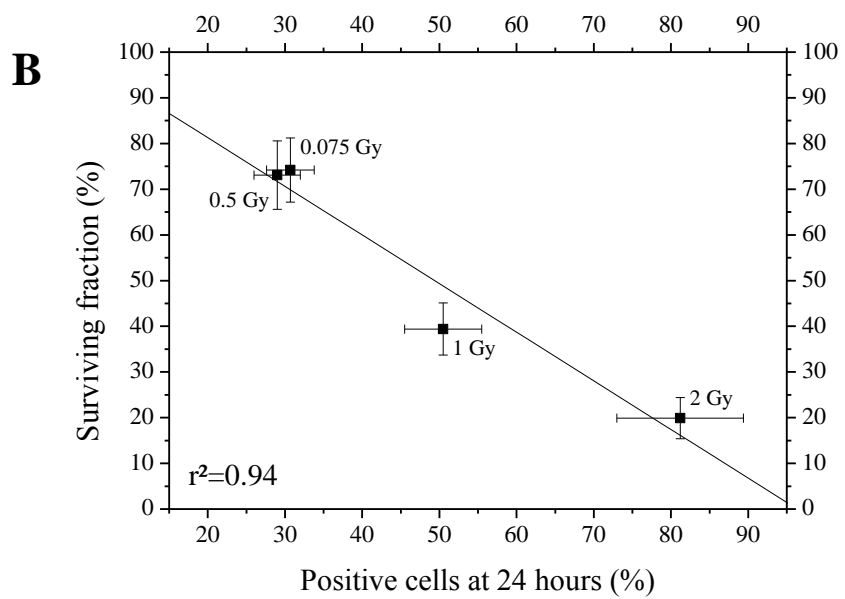 B
20 30 40 50 60 70 80 90
100 100
90 90
80 80
70 70
60 60
50 50
40 40
30 30
20 20
10 10
0 0
Surviving fraction (%)
0.075 Gy
0.5 Gy
1 Gy
2 Gy
r²=0.94
20 30 40 50 60 70 80 90
Positive cells at 24 hours (%)